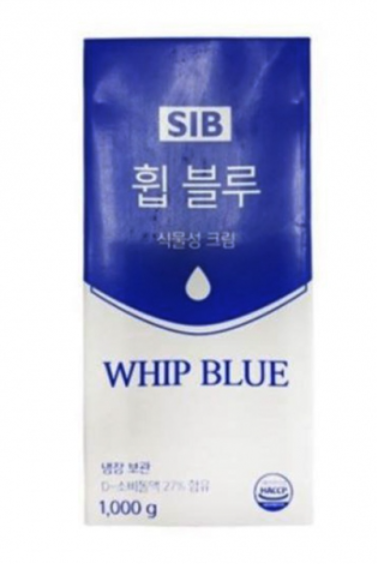 SIB
휩 블루
식물성 크림
WHIP BLUE
냉장 보관
D-소비톨액 27% 함유
1,000 g
HACCP